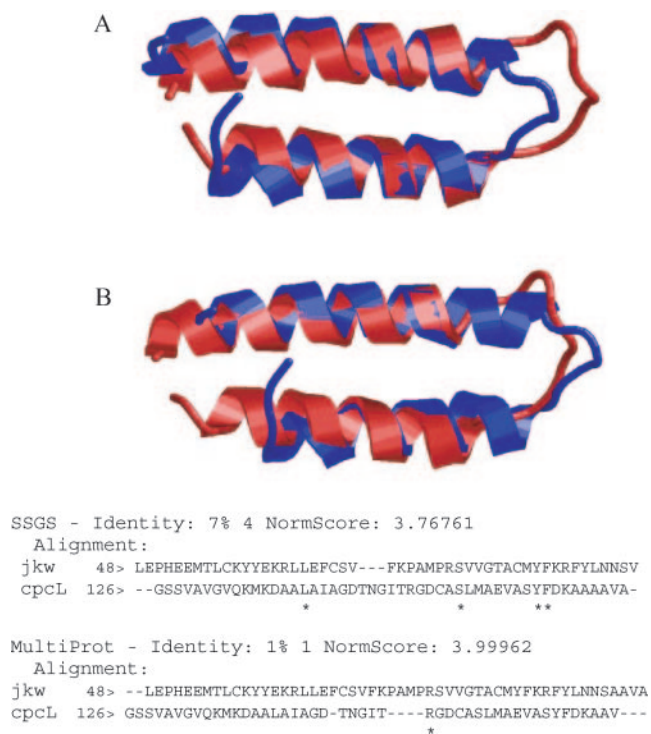 A
B
SSGS - Identity: 7% 4 NormScore: 3.76761
Alignment:
jkw 48> LEPHEEMTLCKYYEKRLLEFCSV---FKPAMPRSVVGTACMYFKRFYLNNSV
cpcL 126> --GSSVAVGVQKMKDAALAIAGDTNGITRGDCASLMAEVASYFDKAAAAVA-
* * **
MultiProt - Identity: 1% 1 NormScore: 3.99962
Alignment:
jkw 48> --LEPHEEMTLCKYYEKRLLEFCSVFKPAMPRSVVGTACMYFKRFYLNNSAAVA
cpcL 126> GSSVAVGVQKMKDAALAIAGD-TNGIT----RGDCASLMAEVASYFDKAAV---
*